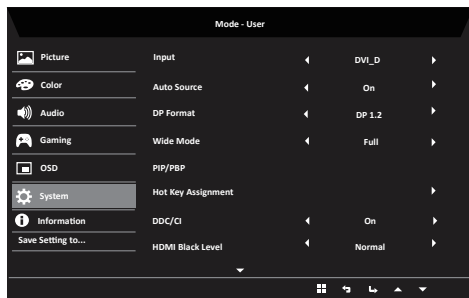 Mode - User
Picture
Color
Audio
Gaming
OSD
System
Information
Save Setting to...
Input DVI_D
Auto Source On
DP Format DP 1.2
Wide Mode Full
PIP/PBP
Hot Key Assignment
DDC/CI On
HDMI Black Level Normal